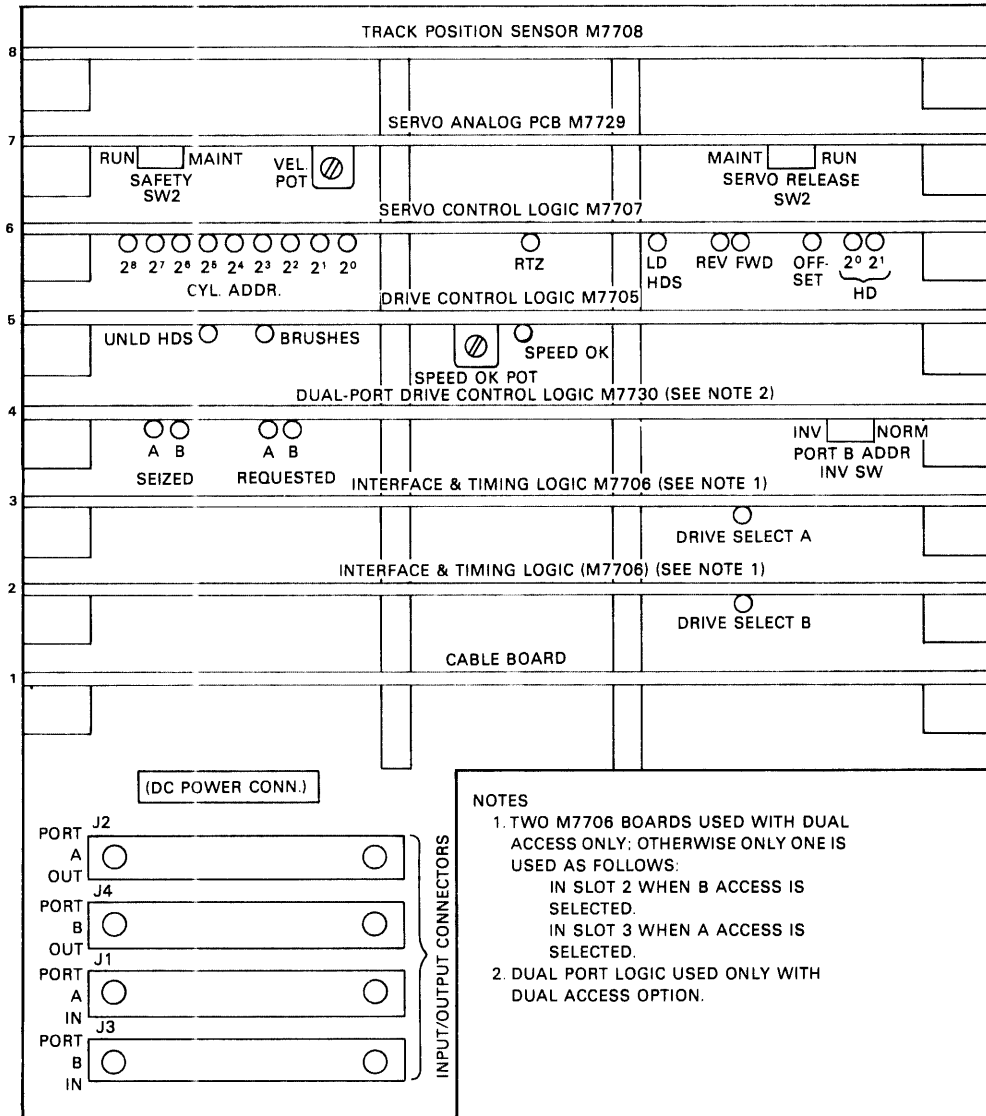 TRACK POSITION SENSOR M7708
8
SERVO ANALOG PCB M7729
7
RUN MAINT
SAFETY
SW2
VEL.
POT
MAINT RUN
SERVO RELEASE
SW2
SERVO CONTROL LOGIC M7707
6
2⁸ 2⁷ 2⁶ 2⁵ 2⁴ 2³ 2² 2¹ 2⁰
CYL. ADDR.
RTZ
LD
HDS
REV FWD
OFF-
SET
2⁰ 2¹
HD
DRIVE CONTROL LOGIC M7705
5
UNLD HDS
BRUSHES
SPEED OK
SPEED OK POT
DUAL-PORT DRIVE CONTROL LOGIC M7730 (SEE NOTE 2)
4
A B
SEIZED
A B
REQUESTED
INV NORM
PORT B ADDR
INV SW
INTERFACE & TIMING LOGIC M7706 (SEE NOTE 1)
3
DRIVE SELECT A
INTERFACE & TIMING LOGIC (M7706) (SEE NOTE 1)
2
DRIVE SELECT B
CABLE BOARD
1
(DC POWER CONN.)
J2
PORT
A
OUT
J4
PORT
B
OUT
J1
PORT
A
IN
J3
PORT
B
IN
INPUT/OUTPUT CONNECTORS
NOTES
1. TWO M7706 BOARDS USED WITH DUAL
ACCESS ONLY; OTHERWISE ONLY ONE IS
USED AS FOLLOWS:
IN SLOT 2 WHEN B ACCESS IS
SELECTED.
IN SLOT 3 WHEN A ACCESS IS
SELECTED.
2. DUAL PORT LOGIC USED ONLY WITH
DUAL ACCESS OPTION.